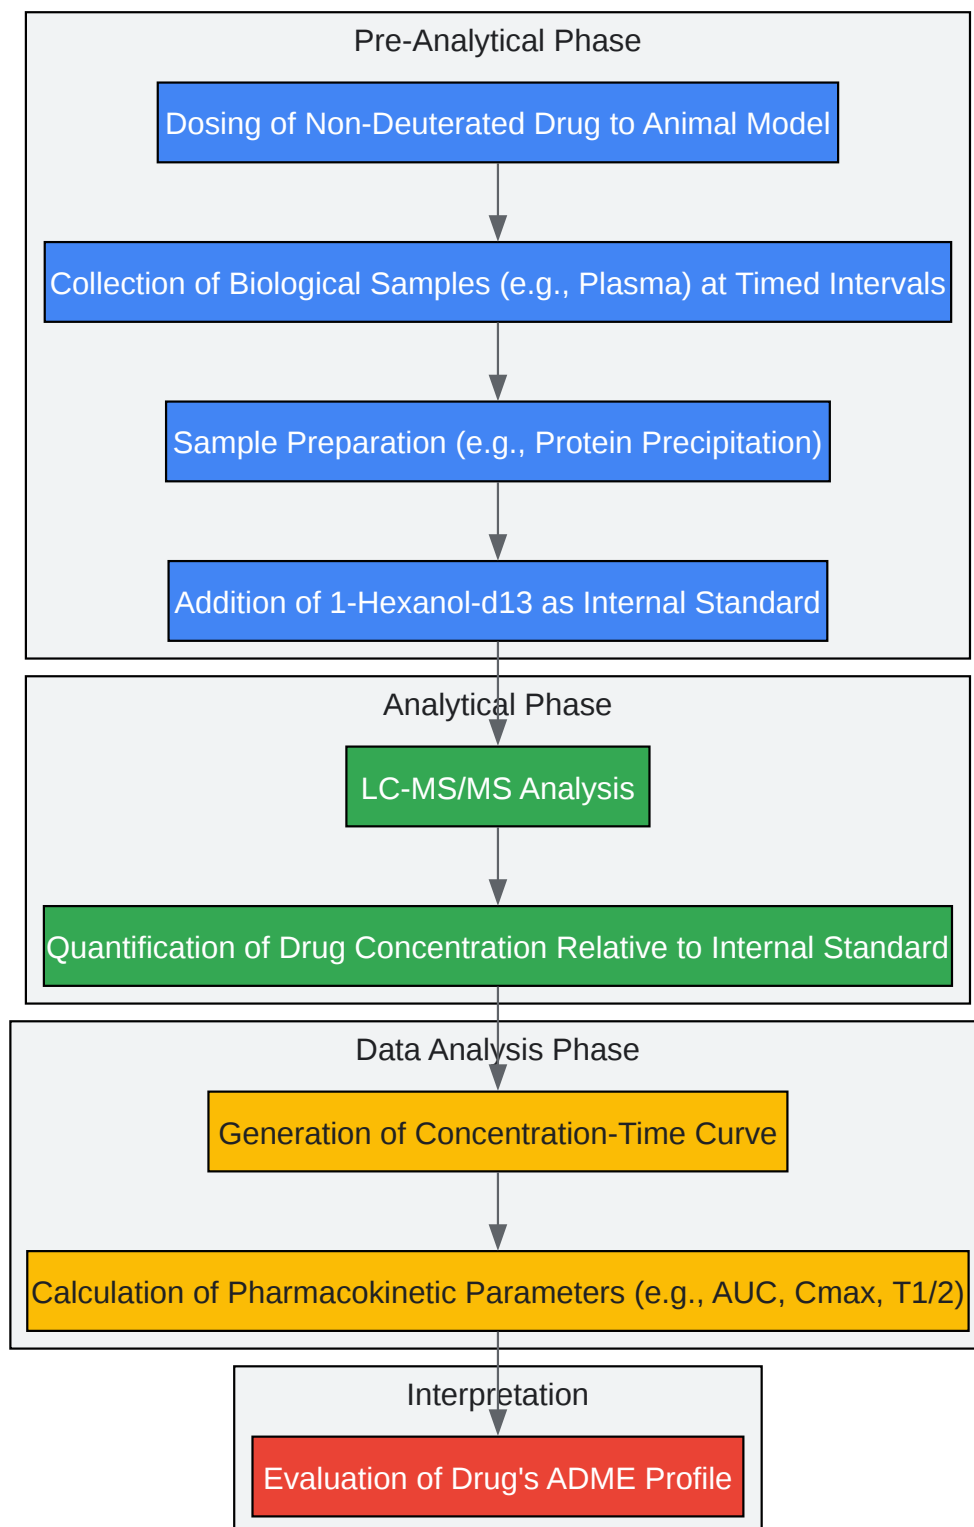 Pre-Analytical Phase
Dosing of Non-Deuterated Drug to Animal Model
Collection of Biological Samples (e.g., Plasma) at Timed Intervals
Sample Preparation (e.g., Protein Precipitation)
Addition of 1-Hexanol-d13 as Internal Standard
Analytical Phase
LC-MS/MS Analysis
Quantification of Drug Concentration Relative to Internal Standard
Data Analysis Phase
Generation of Concentration-Time Curve
Calculation of Pharmacokinetic Parameters (e.g., AUC, Cmax, T1/2)
Interpretation
Evaluation of Drug's ADME Profile